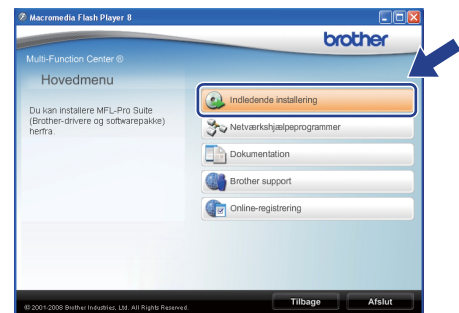 Macromedia Flash Player 8
brother
Multi-Function Center ®
Hovedmenu
Du kan installere MFL-Pro Suite
(Brother-drivere og softwarepakke)
herfra.
Indledende installering
Netværkshjælpeprogrammer
Dokumentation
Brother support
Online-registrering
© 2001-2008 Brother Industries, Ltd. All Rights Reserved.
Tilbage
Afslut